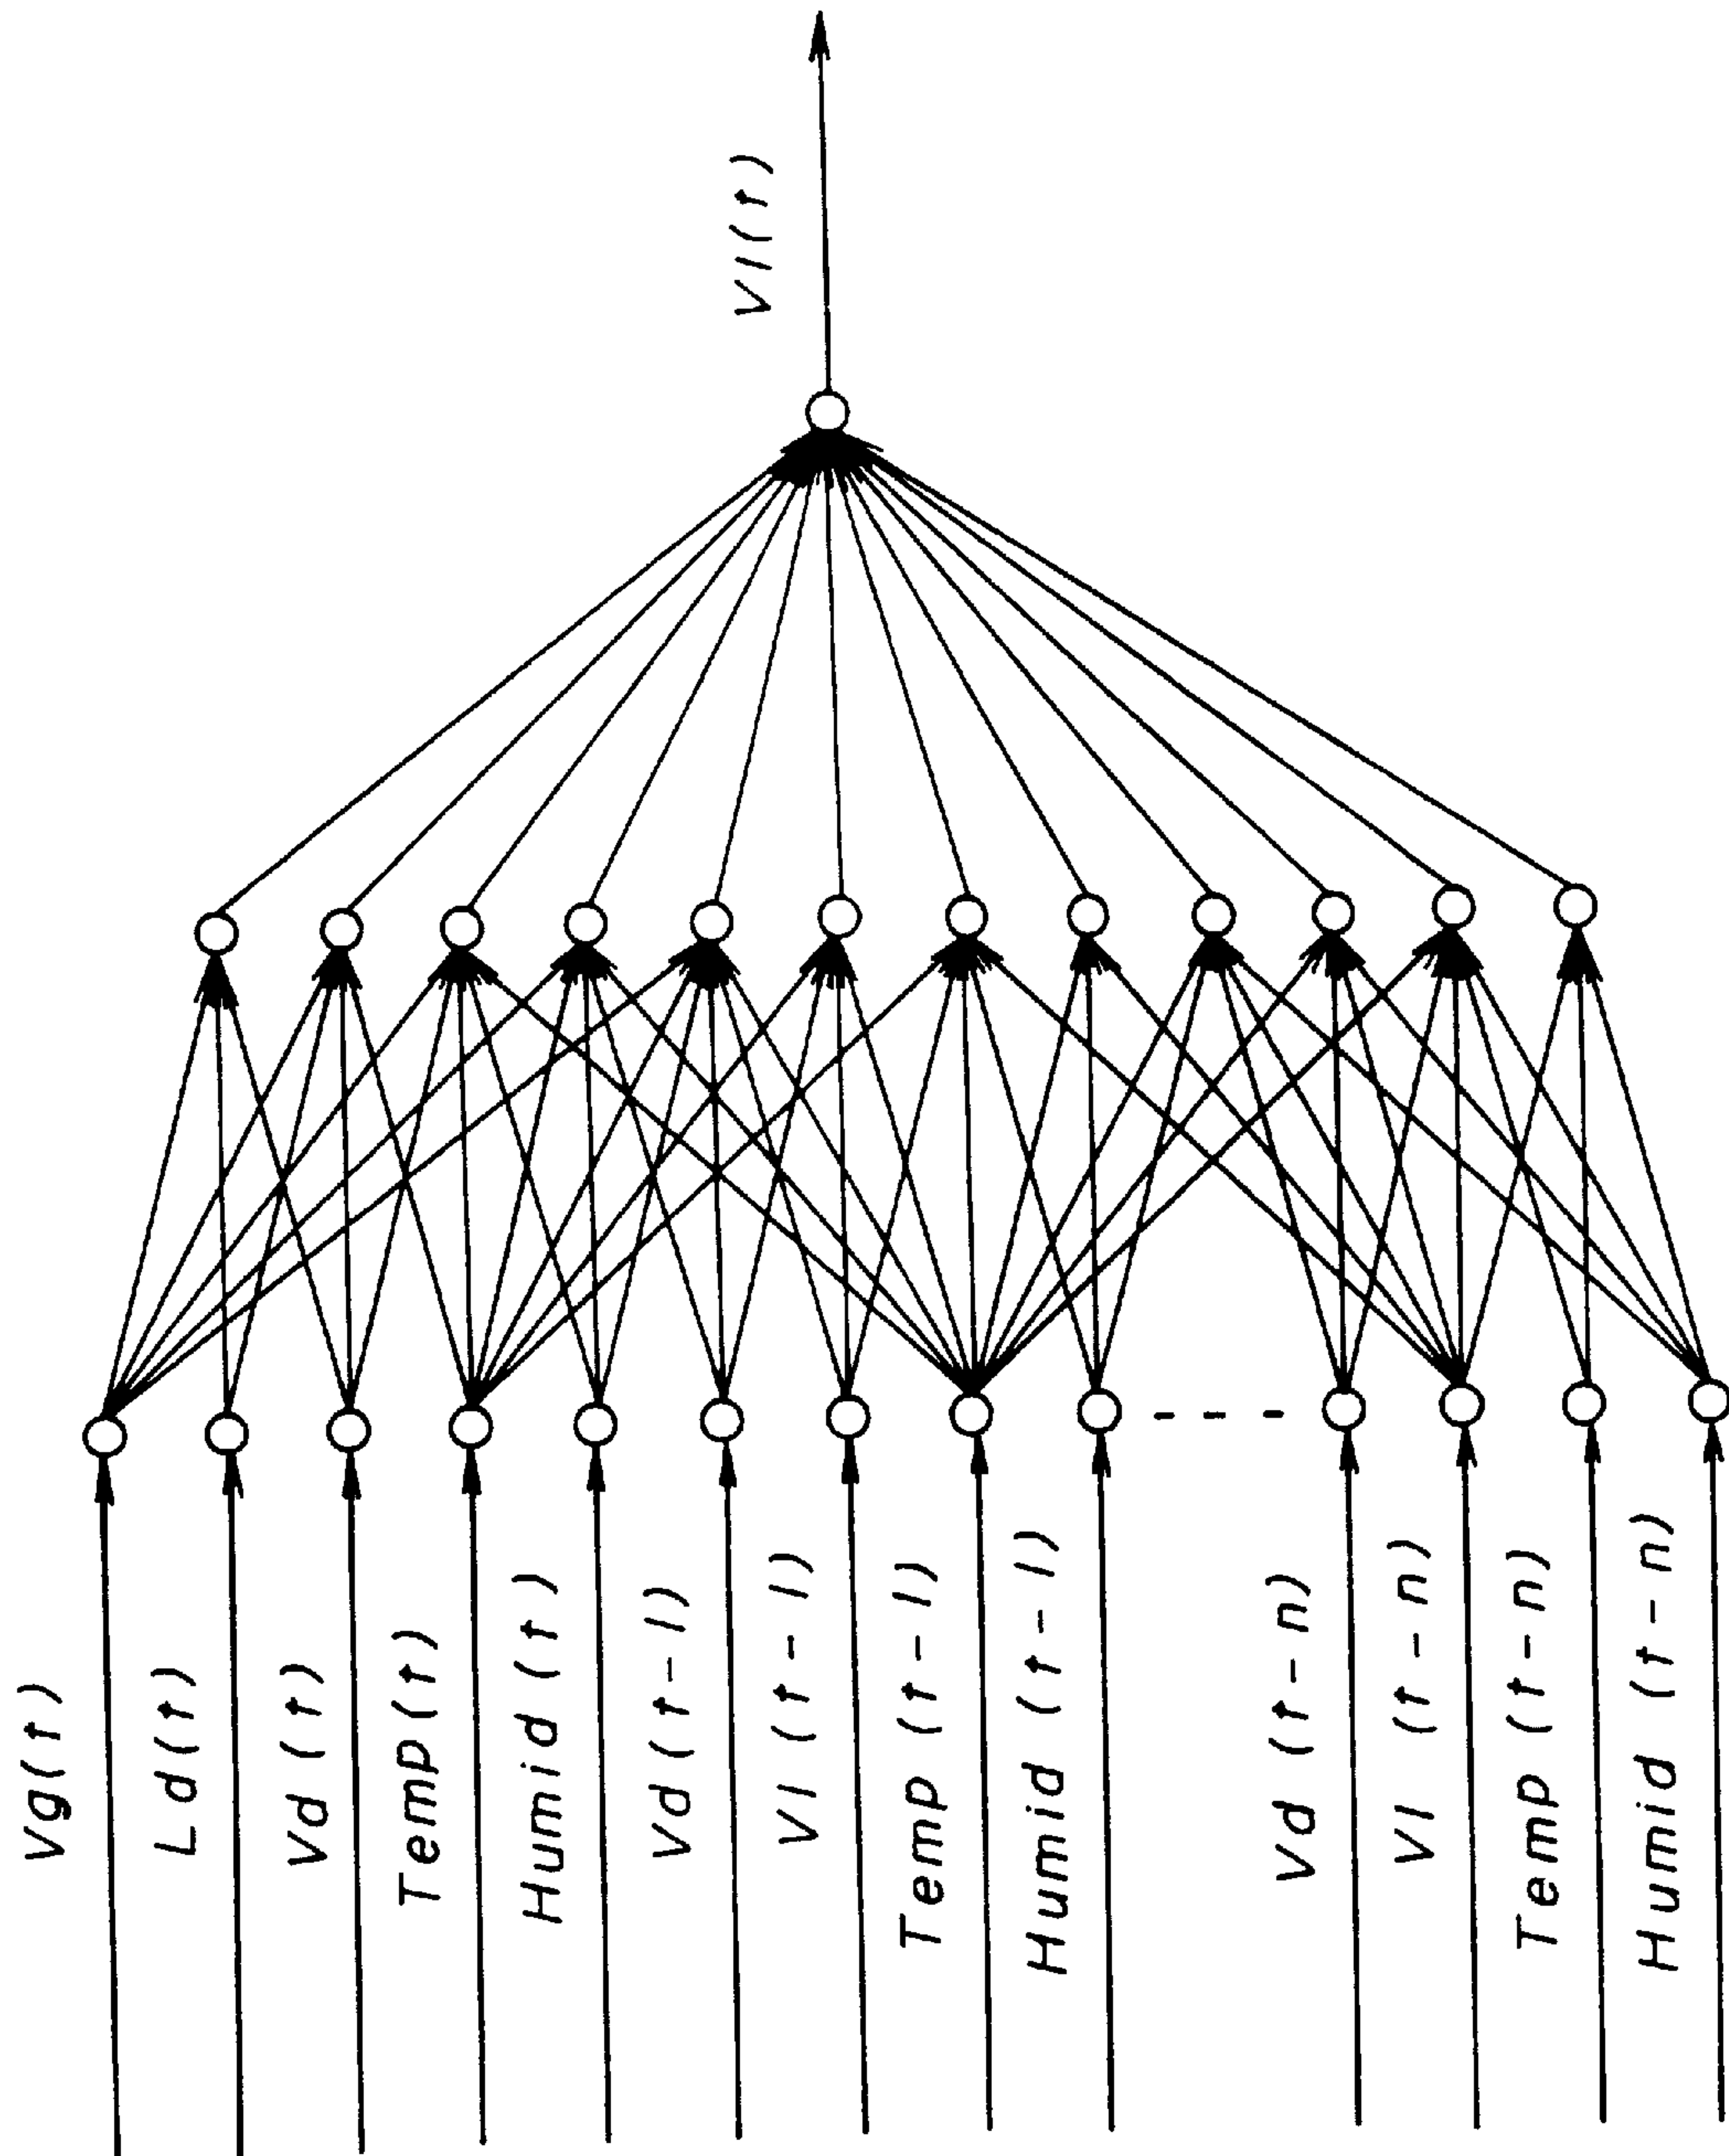 Vg(t)
Ld(t)
Vd(t)
Temp(t)
Humid(t)
Vd(t-1)
Vl(t-1)
Temp(t-1)
Humid(t-1)
Vd(t-n)
Vl(t-n)
Temp(t-n)
Humid(t-n)
Vl(t)